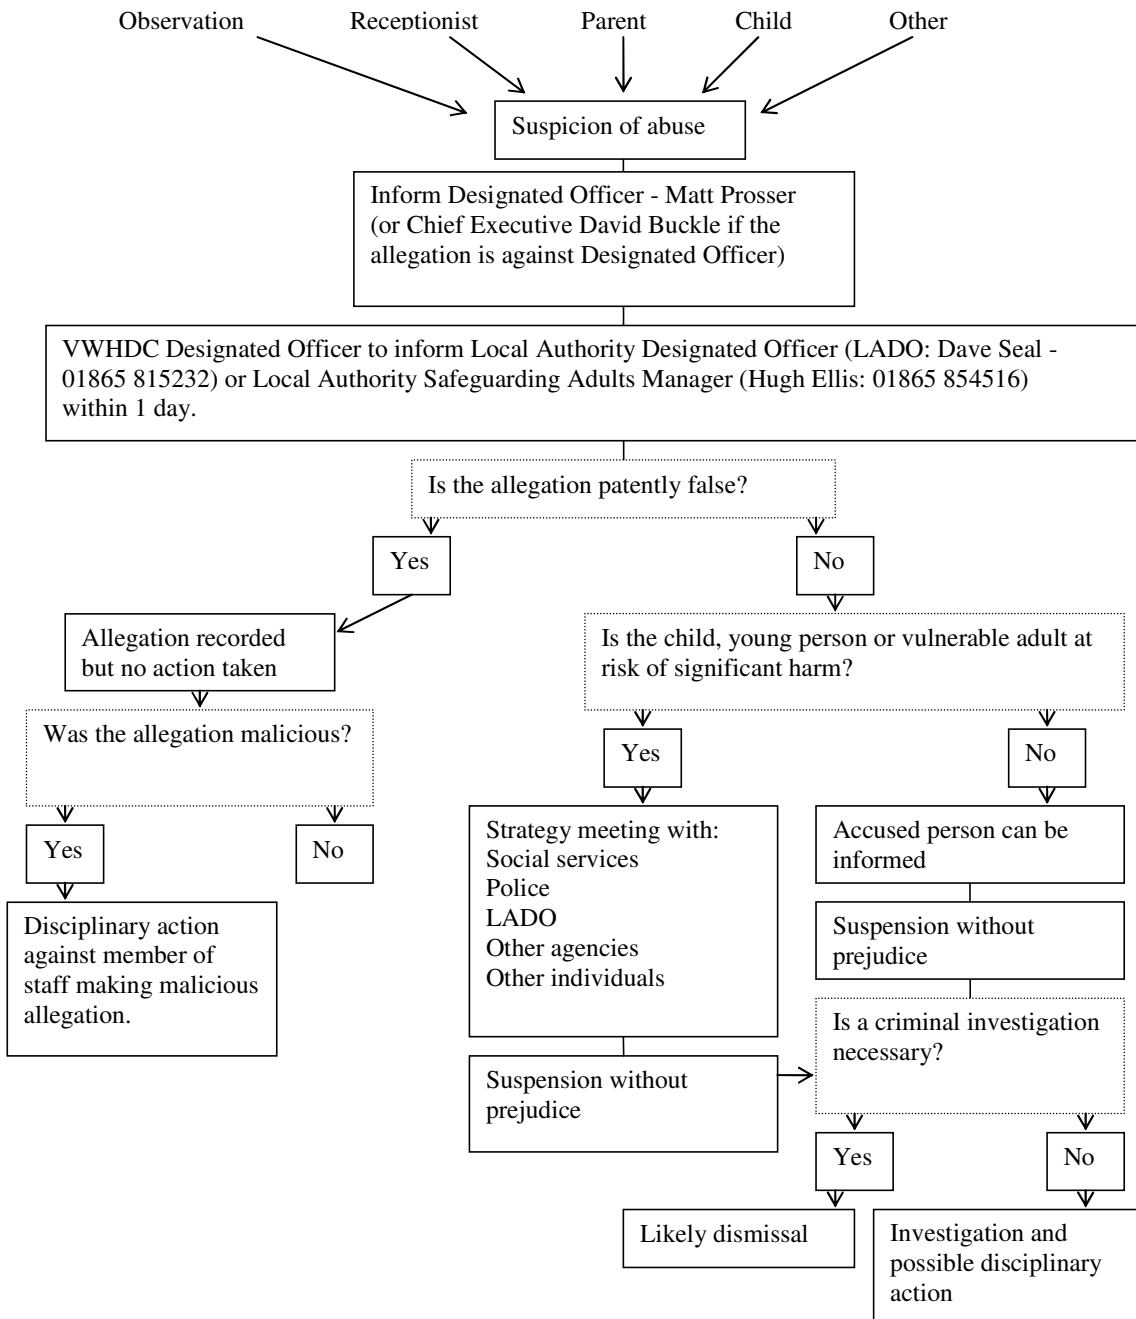 Observation Receptionist Parent Child Other
Suspicion of abuse
Inform Designated Officer - Matt Prosser
(or Chief Executive David Buckle if the
allegation is against Designated Officer)
VWHDC Designated Officer to inform Local Authority Designated Officer (LADO: Dave Seal -
01865 815232) or Local Authority Safeguarding Adults Manager (Hugh Ellis: 01865 854516)
within 1 day.
Is the allegation patently false?
Yes
No
Allegation recorded
but no action taken
Is the child, young person or vulnerable adult at
risk of significant harm?
Was the allegation malicious?
Yes
No
Yes
No
Disciplinary action
against member of
staff making malicious
allegation.
Strategy meeting with:
Social services
Police
LADO
Other agencies
Other individuals
Accused person can be
informed
Suspension without
prejudice
Suspension without
prejudice
Is a criminal investigation
necessary?
Yes
No
Likely dismissal
Investigation and
possible disciplinary
action